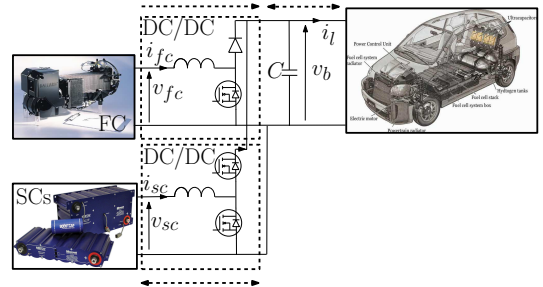 DC/DC
i_fc
v_fc
FC
C
i_l
v_b
Ultracapacitors
Power Control Unit
Fuel cell system
radiator
Hydrogen tanks
Fuel cell stack
Fuel cell system box
Electric motor
Powertrain radiator
DC/DC
SCs
i_sc
v_sc